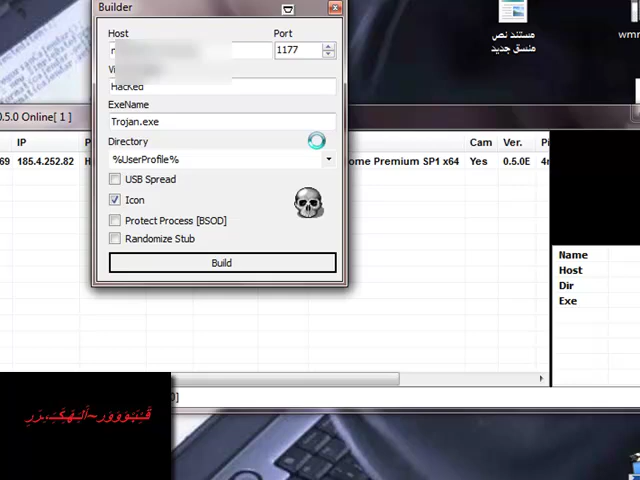 Builder
Host
Port
1177
Hacked
ExeName
Trojan.exe
Directory
%UserProfile%
USB Spread
Icon
Protect Process [BSOD]
Randomize Stub
Build
مستند نص
منسق جديد
0.5.0 Online[ 1 ]
IP
Cam
Ver.
69
185.4.252.82
ome Premium SP1 x64
Yes
0.5.0E
Name
Host
Dir
Exe